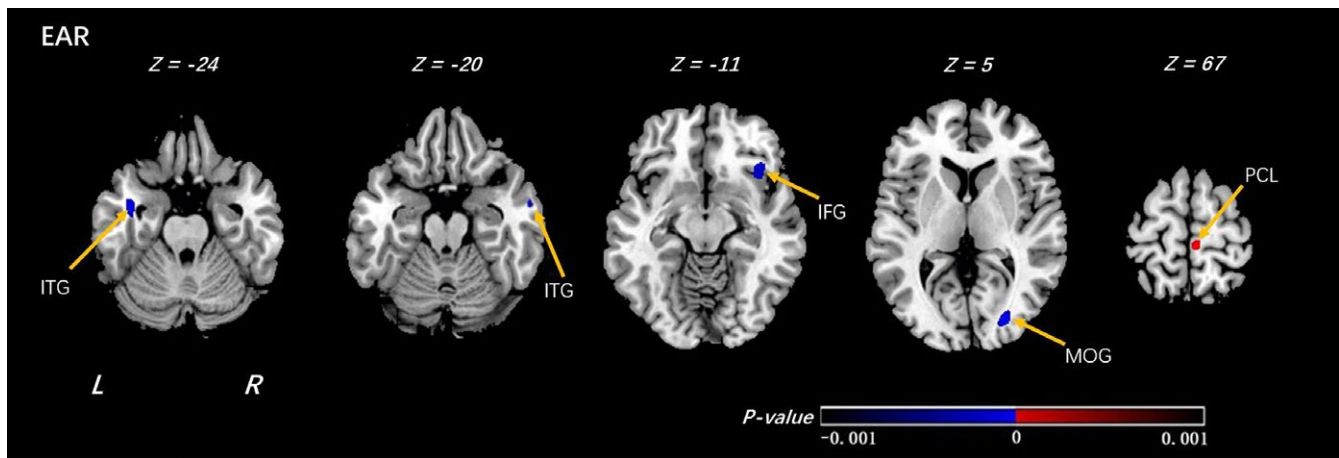 EAR
Z = -24
Z = -20
Z = -11
Z = 5
Z = 67
PCL
IFG
ITG
ITG
MOG
L
R
P-value
-0.001
0
0.001